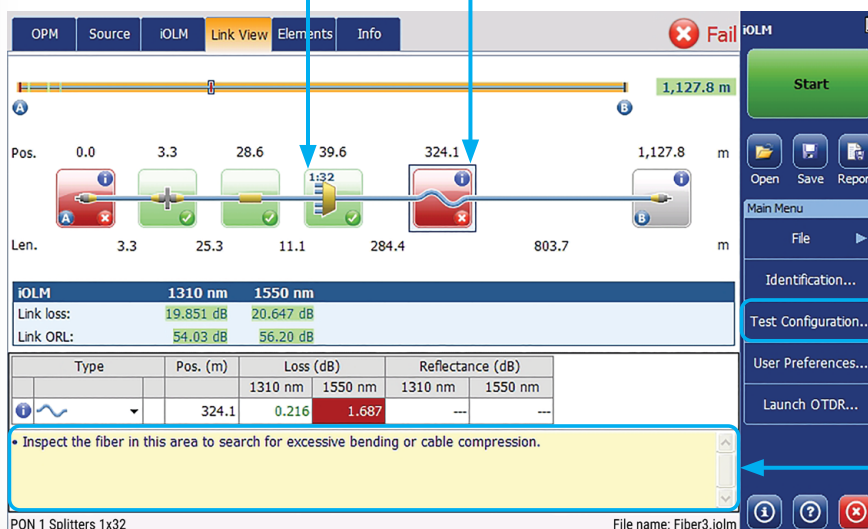 OPM Source iOLM Link View Elements Info Fail
iOLM
Start
1,127.8 m
A B
Pos. 0.0 3.3 28.6 39.6 324.1 1,127.8 m
1:32
A B
Len. 3.3 25.3 11.1 284.4 803.7 m
Open Save Repor
Main Menu
File
Identification...
Test Configuration..
User Preferences...
Launch OTDR...
iOLM 1310 nm 1550 nm
Link loss: 19.851 dB 20.647 dB
Link ORL: 54.03 dB 56.20 dB
Type Pos. (m) Loss (dB) Reflectance (dB)
1310 nm 1550 nm 1310 nm 1550 nm
324.1 0.216 1.687 --- ---
• Inspect the fiber in this area to search for excessive bending or cable compression.
PON 1 Splitters 1x32 File name: Fiber3.iolm